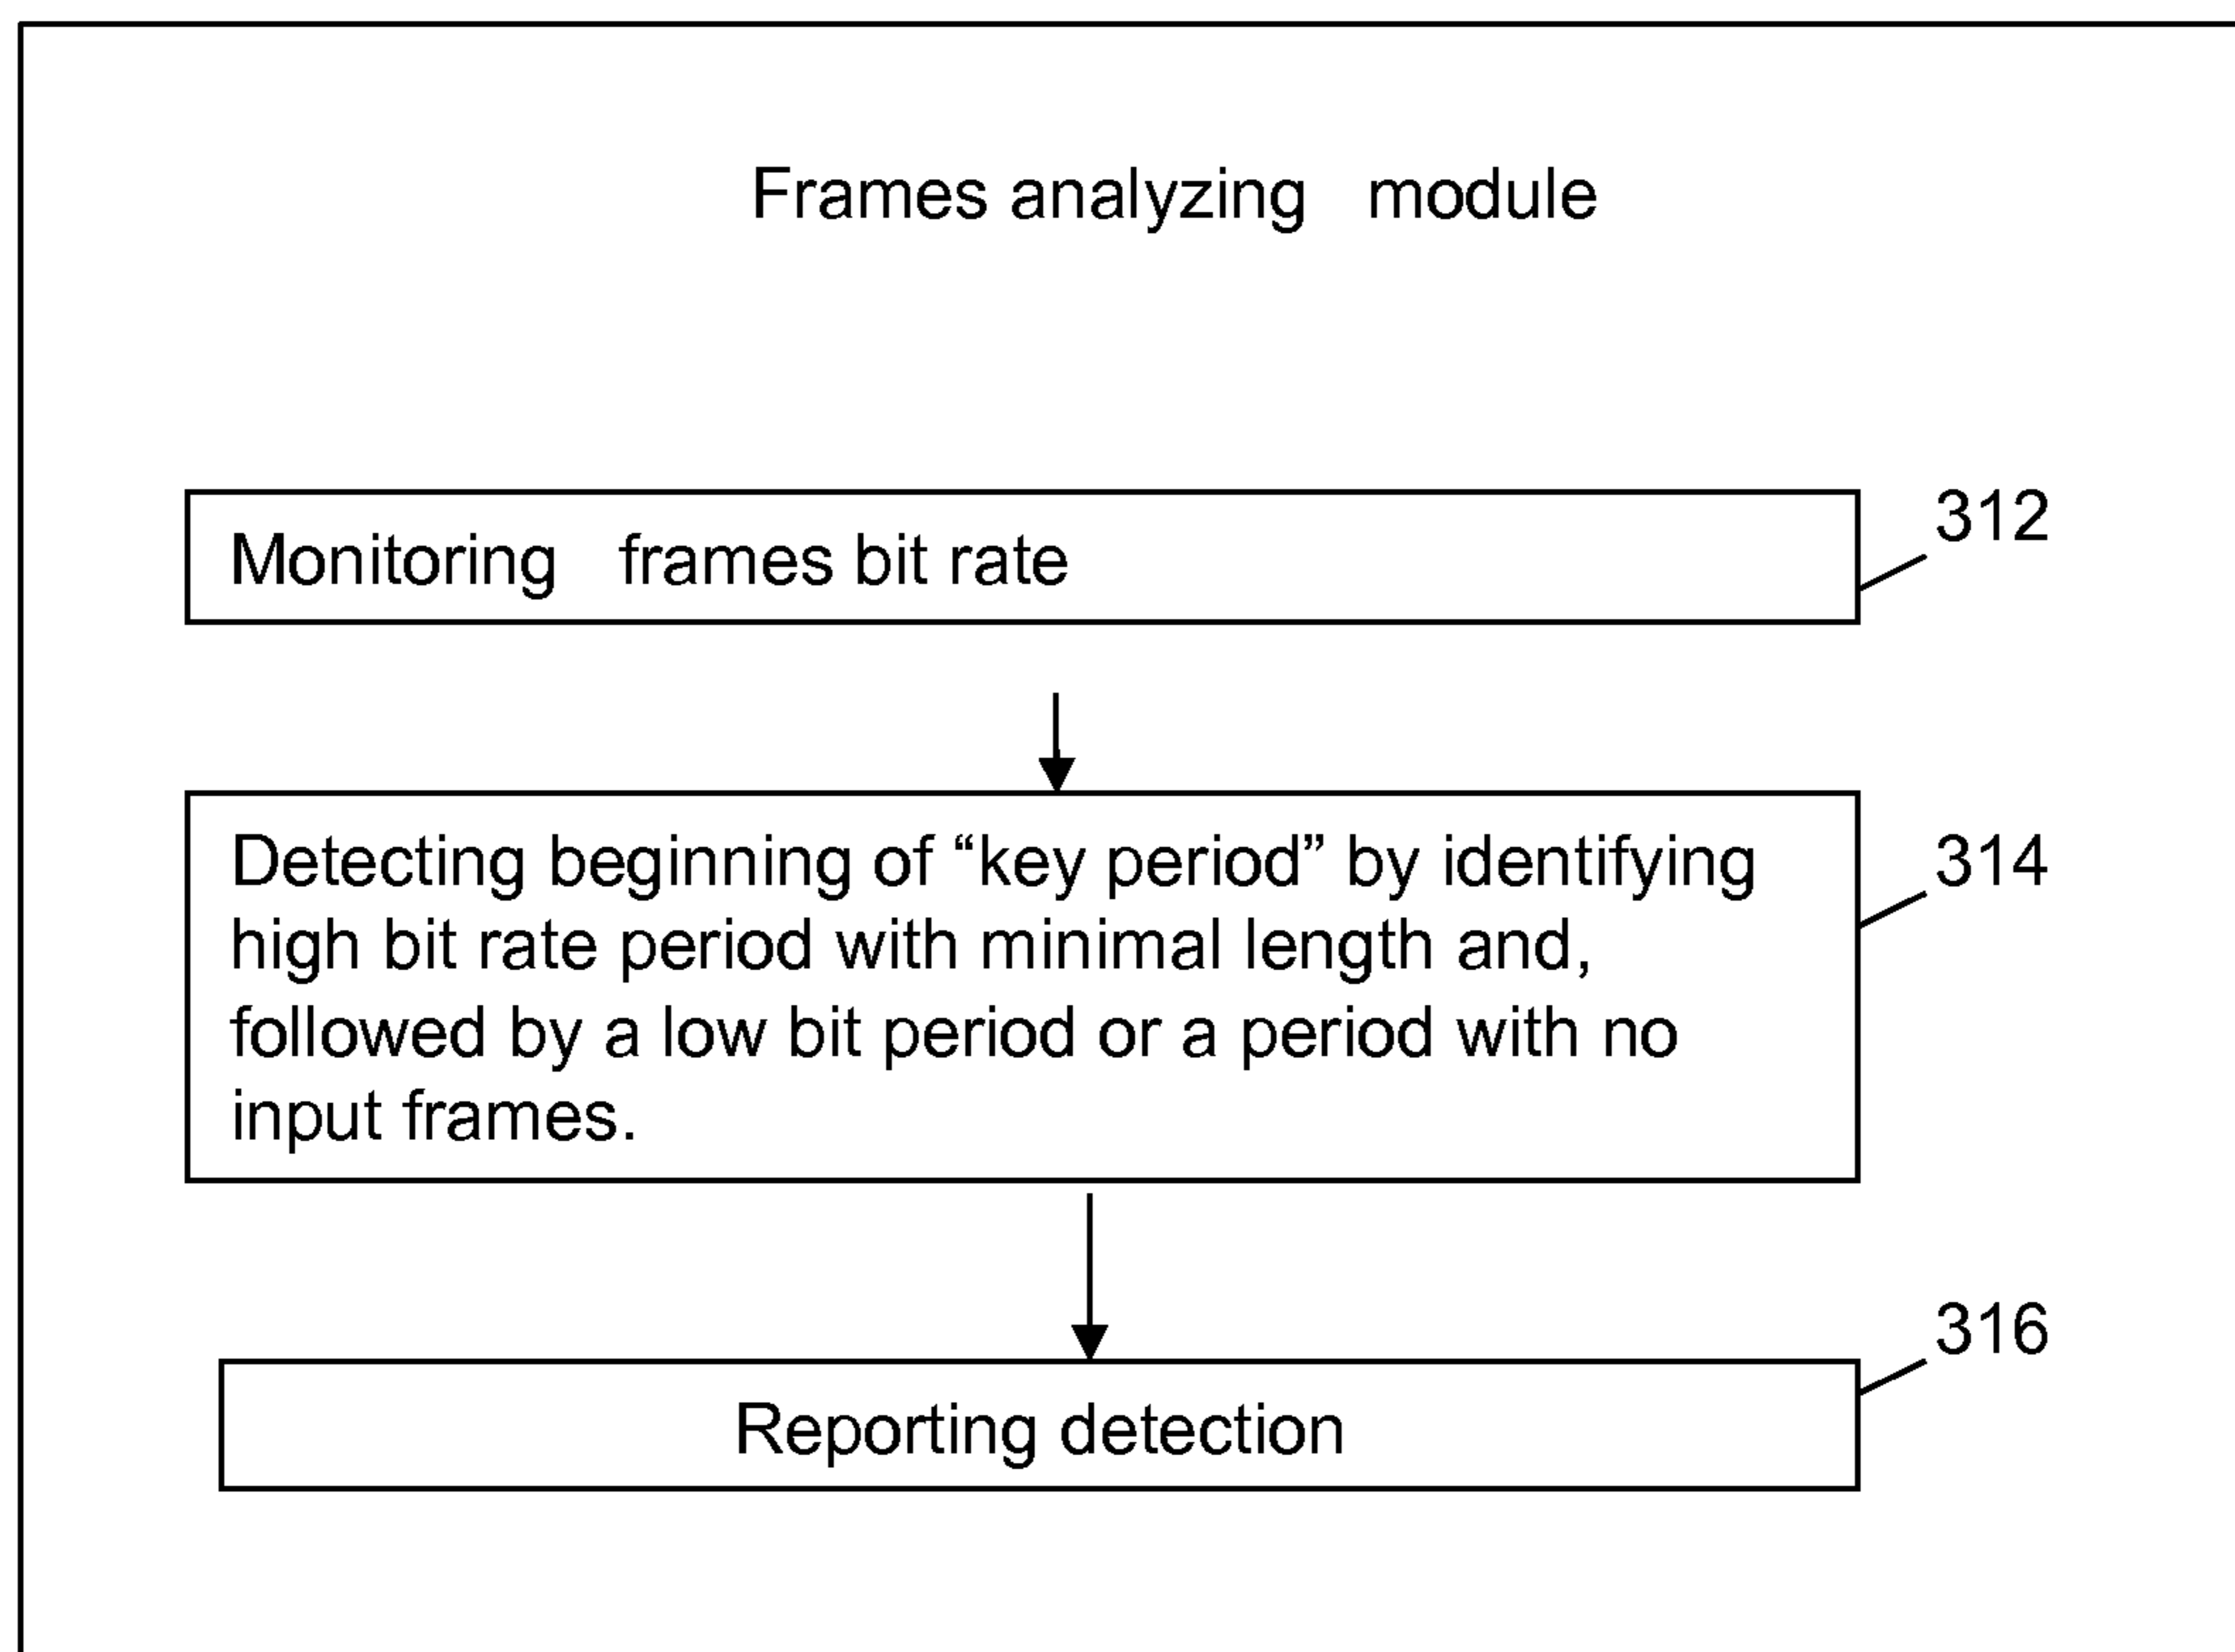 Frames analyzing module
Monitoring frames bit rate
312
Detecting beginning of “key period” by identifying
high bit rate period with minimal length and,
followed by a low bit period or a period with no
input frames.
314
Reporting detection
316